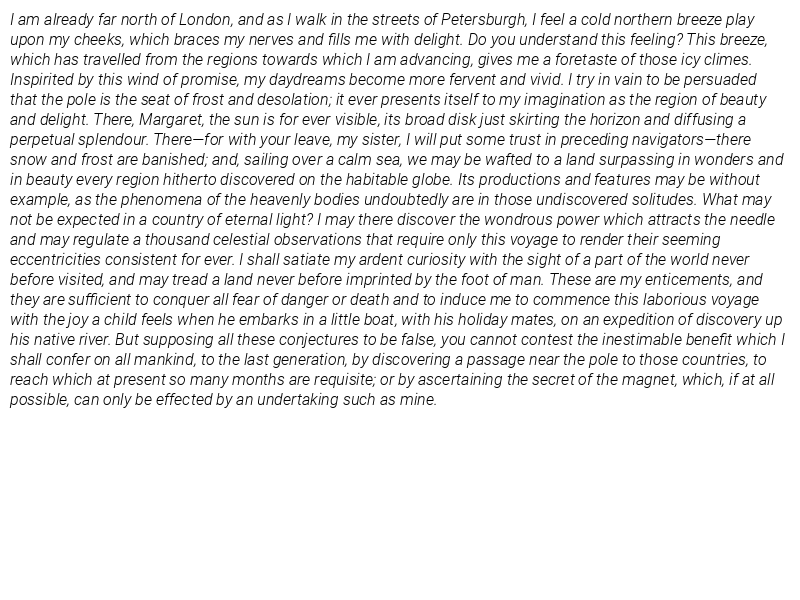 I am already far north of London, and as I walk in the streets of Petersburgh, I feel a cold northern breeze play
upon my cheeks, which braces my nerves and fills me with delight. Do you understand this feeling? This breeze,
which has travelled from the regions towards which I am advancing, gives me a foretaste of those icy climes.
Inspirited by this wind of promise, my daydreams become more fervent and vivid. I try in vain to be persuaded
that the pole is the seat of frost and desolation; it ever presents itself to my imagination as the region of beauty
and delight. There, Margaret, the sun is for ever visible, its broad disk just skirting the horizon and diffusing a
perpetual splendour. There—for with your leave, my sister, I will put some trust in preceding navigators—there
snow and frost are banished; and, sailing over a calm sea, we may be wafted to a land surpassing in wonders and
in beauty every region hitherto discovered on the habitable globe. Its productions and features may be without
example, as the phenomena of the heavenly bodies undoubtedly are in those undiscovered solitudes. What may
not be expected in a country of eternal light? I may there discover the wondrous power which attracts the needle
and may regulate a thousand celestial observations that require only this voyage to render their seeming
eccentricities consistent for ever. I shall satiate my ardent curiosity with the sight of a part of the world never
before visited, and may tread a land never before imprinted by the foot of man. These are my enticements, and
they are sufficient to conquer all fear of danger or death and to induce me to commence this laborious voyage
with the joy a child feels when he embarks in a little boat, with his holiday mates, on an expedition of discovery up
his native river. But supposing all these conjectures to be false, you cannot contest the inestimable benefit which I
shall confer on all mankind, to the last generation, by discovering a passage near the pole to those countries, to
reach which at present so many months are requisite; or by ascertaining the secret of the magnet, which, if at all
possible, can only be effected by an undertaking such as mine.